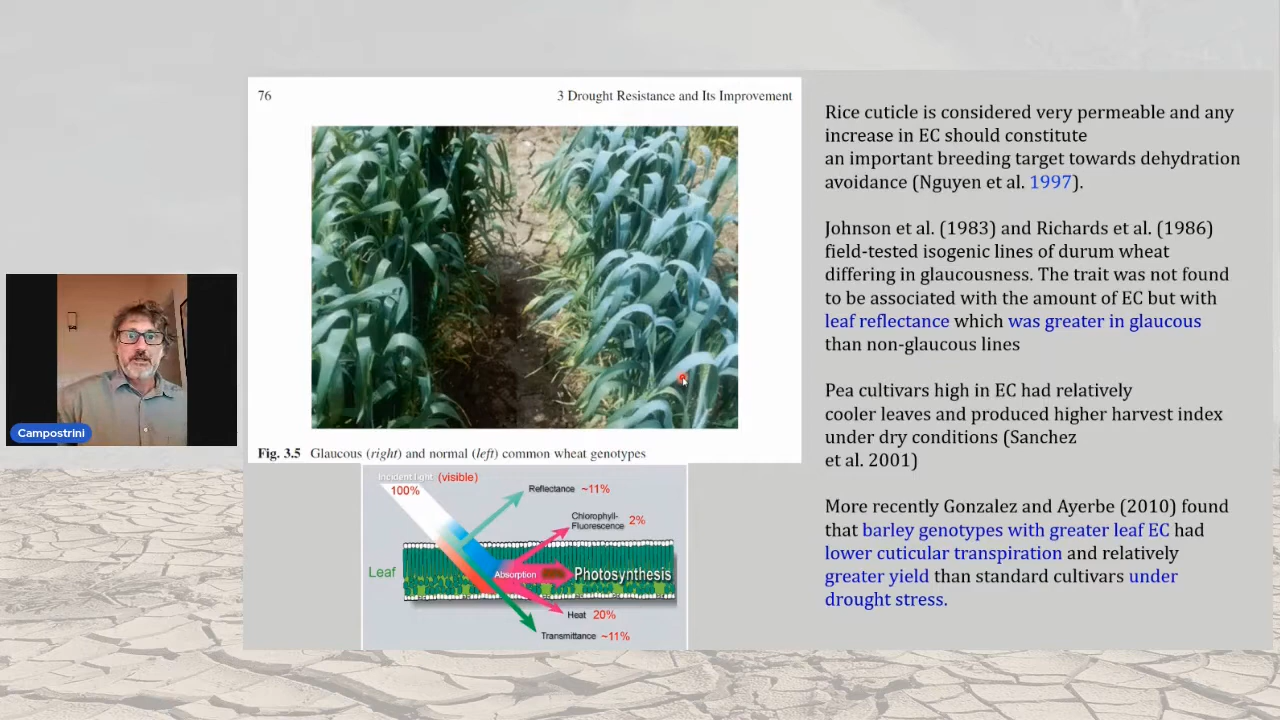 76
3 Drought Resistance and Its Improvement
Fig. 3.5 Glaucous (right) and normal (left) common wheat genotypes
Incident light (visible)
100%
Reflectance ~11%
Chlorophyll-
Fluorescence 2%
Leaf
Absorption
Photosynthesis
Heat 20%
Transmittance ~11%
Rice cuticle is considered very permeable and any
increase in EC should constitute
an important breeding target towards dehydration
avoidance (Nguyen et al. 1997).
Johnson et al. (1983) and Richards et al. (1986)
field-tested isogenic lines of durum wheat
differing in glaucousness. The trait was not found
to be associated with the amount of EC but with
leaf reflectance which was greater in glaucous
than non-glaucous lines
Pea cultivars high in EC had relatively
cooler leaves and produced higher harvest index
under dry conditions (Sanchez
et al. 2001)
More recently Gonzalez and Ayerbe (2010) found
that barley genotypes with greater leaf EC had
lower cuticular transpiration and relatively
greater yield than standard cultivars under
drought stress.
Campostrini